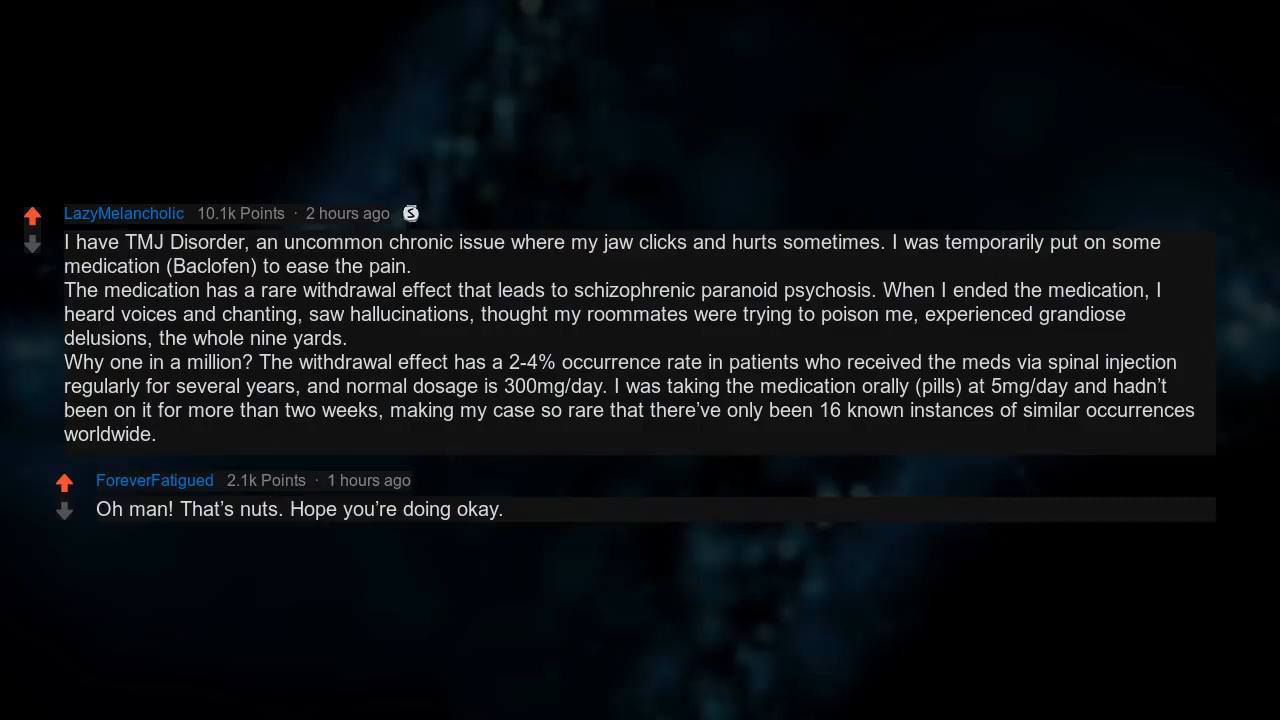 LazyMelancholic 10.1k Points · 2 hours ago S
I have TMJ Disorder, an uncommon chronic issue where my jaw clicks and hurts sometimes. I was temporarily put on some
medication (Baclofen) to ease the pain.
The medication has a rare withdrawal effect that leads to schizophrenic paranoid psychosis. When I ended the medication, I
heard voices and chanting, saw hallucinations, thought my roommates were trying to poison me, experienced grandiose
delusions, the whole nine yards.
Why one in a million? The withdrawal effect has a 2-4% occurrence rate in patients who received the meds via spinal injection
regularly for several years, and normal dosage is 300mg/day. I was taking the medication orally (pills) at 5mg/day and hadn’t
been on it for more than two weeks, making my case so rare that there’ve only been 16 known instances of similar occurrences
worldwide.
ForeverFatigued 2.1k Points · 1 hours ago
Oh man! That’s nuts. Hope you’re doing okay.